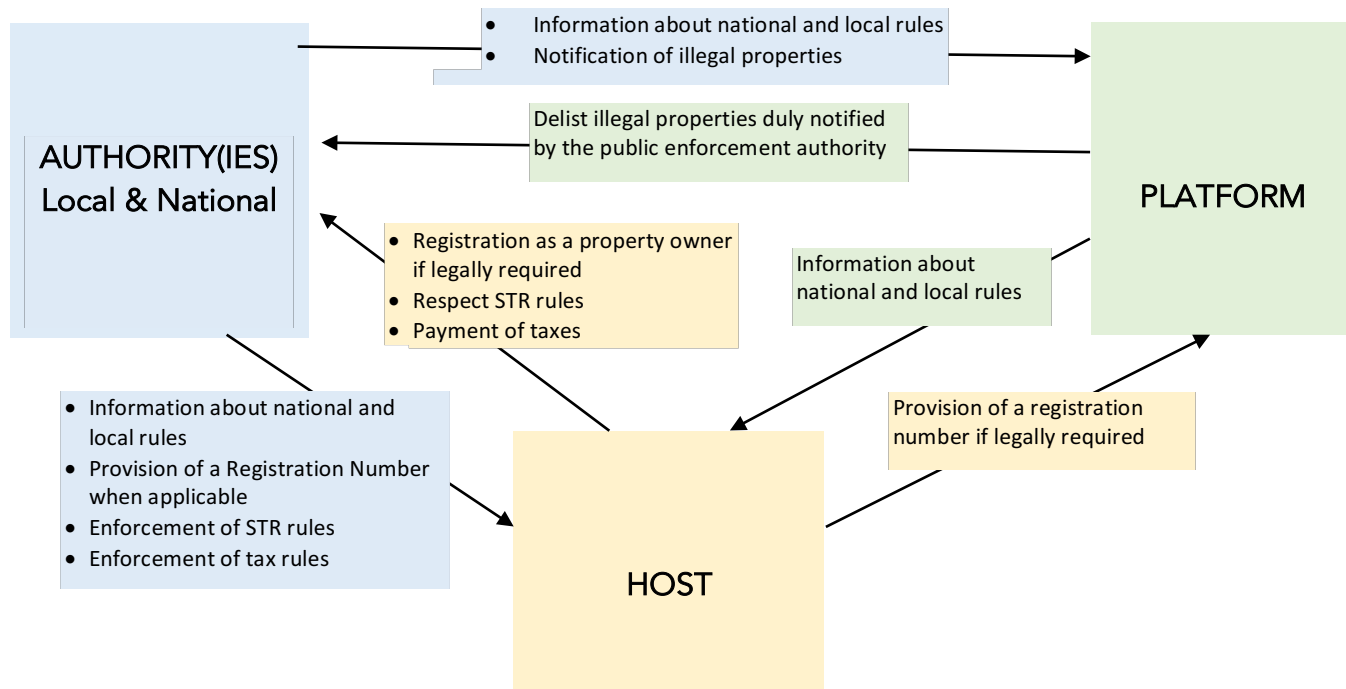 • Information about national and local rules
• Notification of illegal properties
Delist illegal properties duly notified
by the public enforcement authority
AUTHORITY(IES)
Local & National
PLATFORM
• Registration as a property owner
if legally required
• Respect STR rules
• Payment of taxes
Information about
national and local rules
• Information about national and
local rules
• Provision of a Registration Number
when applicable
• Enforcement of STR rules
• Enforcement of tax rules
Provision of a registration
number if legally required
HOST